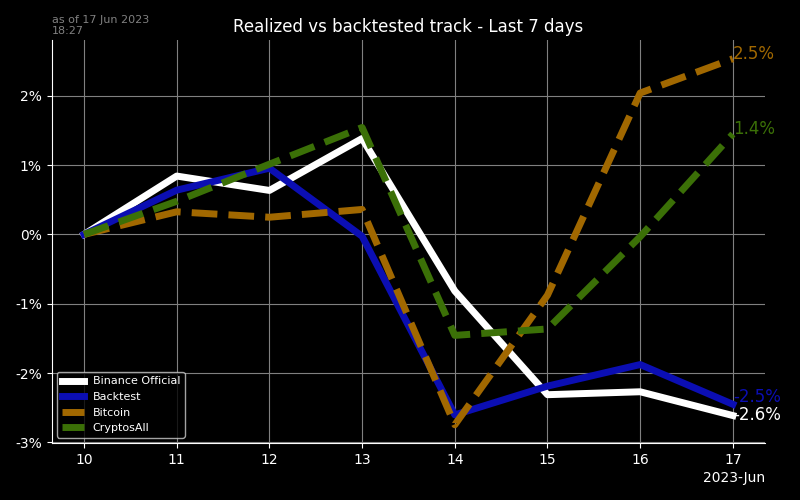 as of 17 Jun 2023
18:27
Realized vs backtested track - Last 7 days
2.5%
1.4%
2%
1%
0%
-1%
-2%
-3%
-2.5%
-2.6%
Binance Official
Backtest
Bitcoin
CryptosAll
10 11 12 13 14 15 16 17
2023-Jun